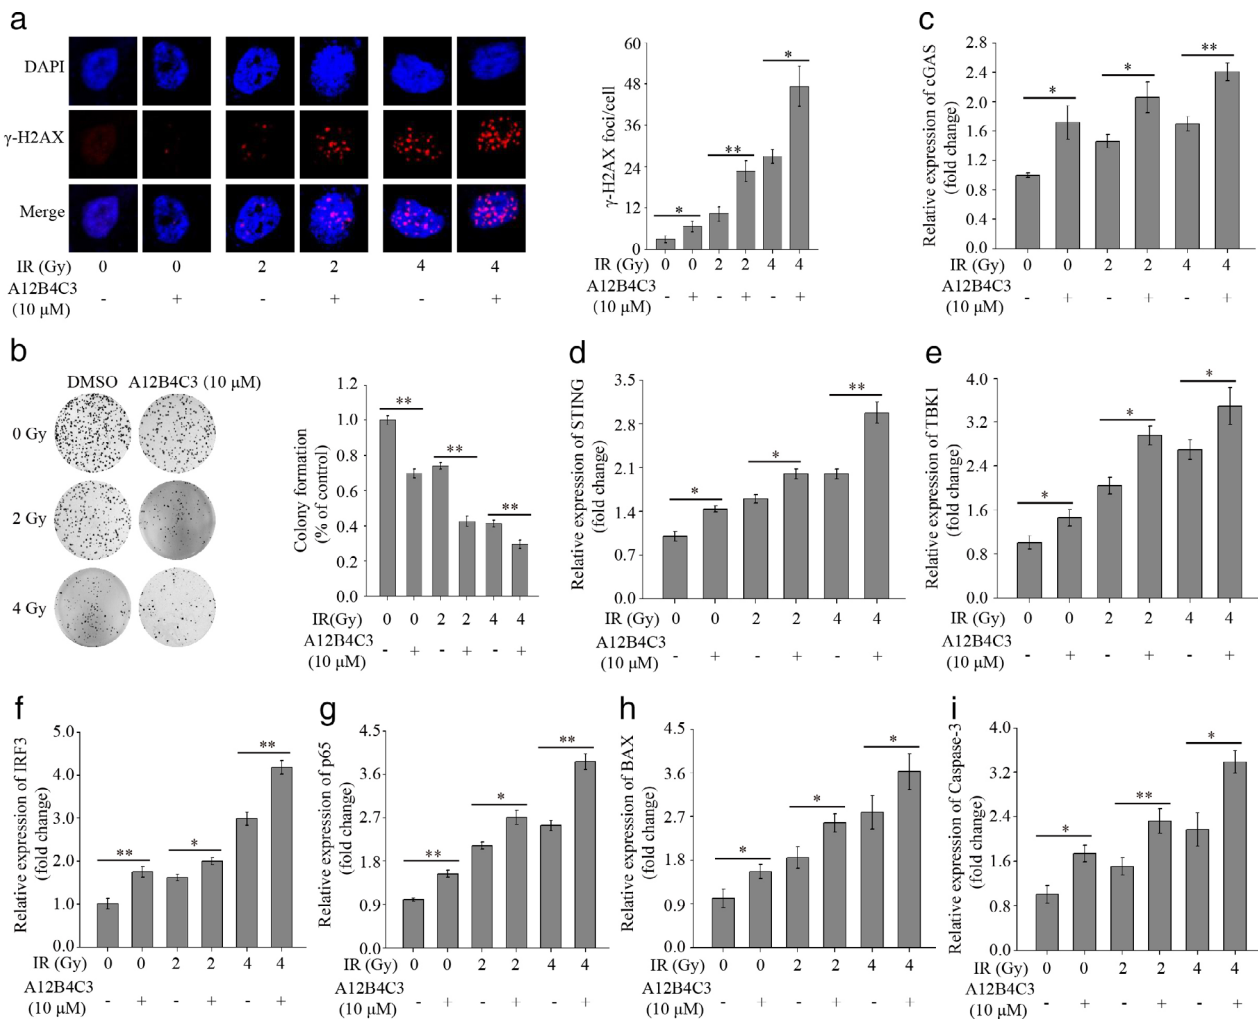 a
DAPI
γ-H2AX
Merge
IR (Gy) 0 0 2 2 4 4
A12B4C3
(10 μM) - + - + - +
γ-H2AX foci/cell
60
48
36
24
12
0
* ** *
IR (Gy) 0 0 2 2 4 4
A12B4C3
(10 μM) - + - + - +
c
Relative expression of cGAS
(fold change)
2.8
2.4
2.0
1.6
1.2
0.8
0.4
0.0
* * **
IR (Gy) 0 0 2 2 4 4
A12B4C3
(10 μM) - + - + - +
b
DMSO A12B4C3 (10 μM)
0 Gy
2 Gy
4 Gy
Colony formation
(% of control)
1.2
1.0
0.8
0.6
0.4
0.2
0.0
** ** **
IR(Gy) 0 0 2 2 4 4
A12B4C3
(10 μM) - + - + - +
d
Relative expression of STING
(fold change)
3.5
2.8
2.1
1.4
0.7
0.0
* * **
IR (Gy) 0 0 2 2 4 4
A12B4C3
(10 μM) - + - + - +
e
Relative expression of TBK1
(fold change)
4.0
3.2
2.4
1.6
0.8
0.0
* * *
IR (Gy) 0 0 2 2 4 4
A12B4C3
(10 μM) - + - + - +
f
Relative expression of IRF3
(fold change)
5.0
4.0
3.0
2.0
1.0
0.0
** * **
IR (Gy) 0 0 2 2 4 4
A12B4C3
(10 μM) - + - + - +
g
Relative expression of p65
(fold change)
4.5
3.6
2.7
1.8
0.9
0.0
** * **
IR (Gy) 0 0 2 2 4 4
A12B4C3
(10 μM) - + - + - +
h
Relative expression of BAX
(fold change)
4.5
3.6
2.7
1.8
0.9
0.0
* * *
IR (Gy) 0 0 2 2 4 4
A12B4C3
(10 μM) - + - + - +
i
Relative expression of Caspase-3
(fold change)
4.0
3.2
2.4
1.6
0.8
0.0
* ** *
IR (Gy) 0 0 2 2 4 4
A12B4C3
(10 μM) - + - + - +